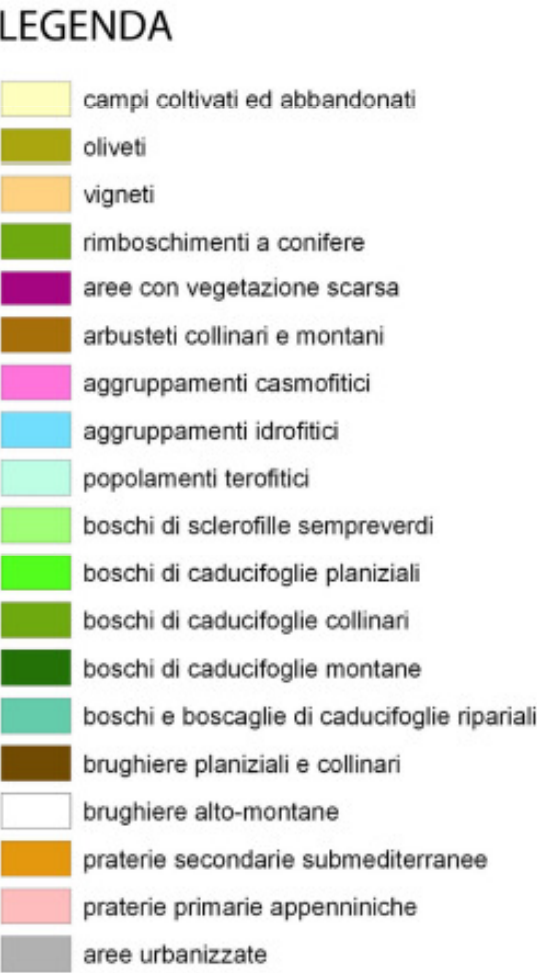 LEGENDA
campi coltivati ed abbandonati
oliveti
vigneti
rimboschimenti a conifere
aree con vegetazione scarsa
arbusteti collinari e montani
aggruppamenti casmofitici
aggruppamenti idrofitici
popolamenti terofitici
boschi di sclerofille sempreverdi
boschi di caducifoglie planiziali
boschi di caducifoglie collinari
boschi di caducifoglie montane
boschi e boscaglie di caducifoglie ripariali
brughiere planiziali e collinari
brughiere alto-montane
praterie secondarie submediterranee
praterie primarie appenniniche
aree urbanizzate